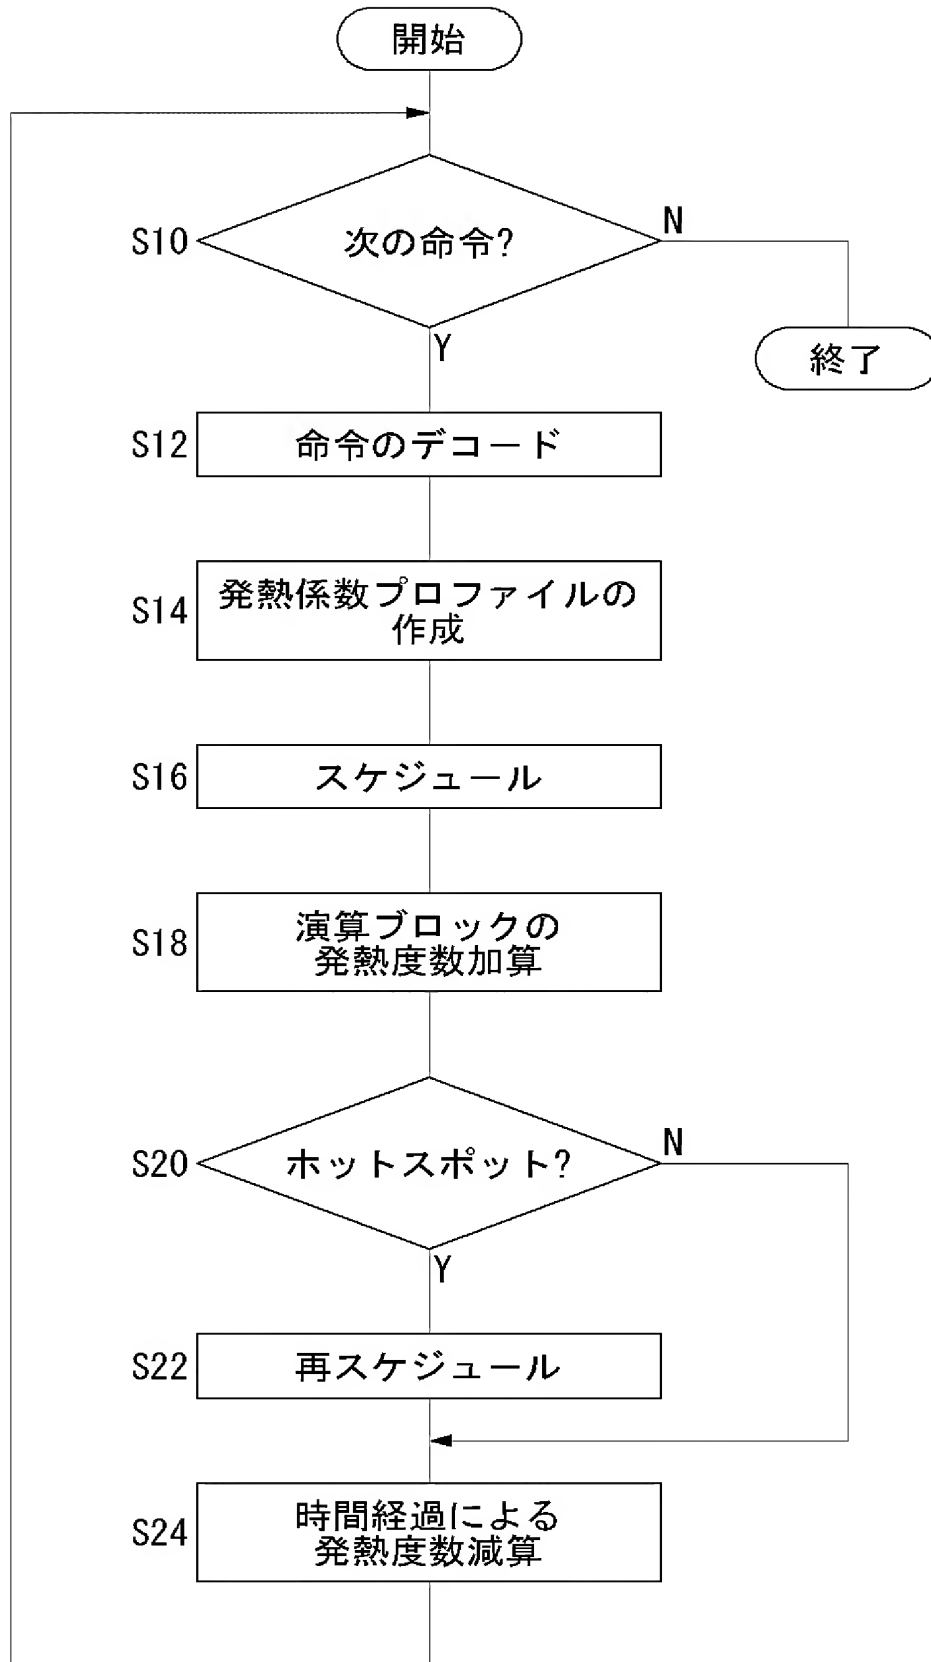 開始
S10
次の命令?
N
Y
終了
S12
命令のデコード
S14
発熱係数プロファイルの
作成
S16
スケジュール
S18
演算ブロックの
発熱度数加算
S20
ホットスポット?
N
Y
S22
再スケジュール
S24
時間経過による
発熱度数減算